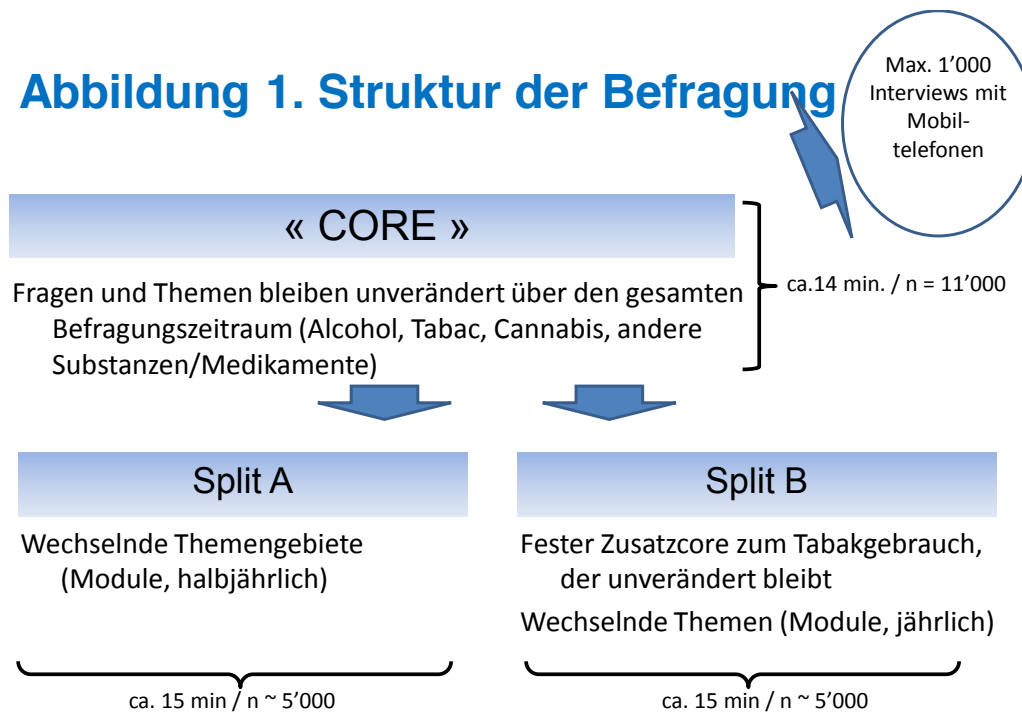 Abbildung 1. Struktur der Befragung
Max. 1’000
Interviews mit
Mobil-
telefonen
« CORE »
Fragen und Themen bleiben unverändert über den gesamten
Befragungszeitraum (Alcohol, Tabac, Cannabis, andere
Substanzen/Medikamente)
ca.14 min. / n = 11’000
Split A
Wechselnde Themengebiete
(Module, halbjährlich)
ca. 15 min / n ~ 5’000
Split B
Fester Zusatzcore zum Tabakgebrauch,
der unverändert bleibt
Wechselnde Themen (Module, jährlich)
ca. 15 min / n ~ 5’000